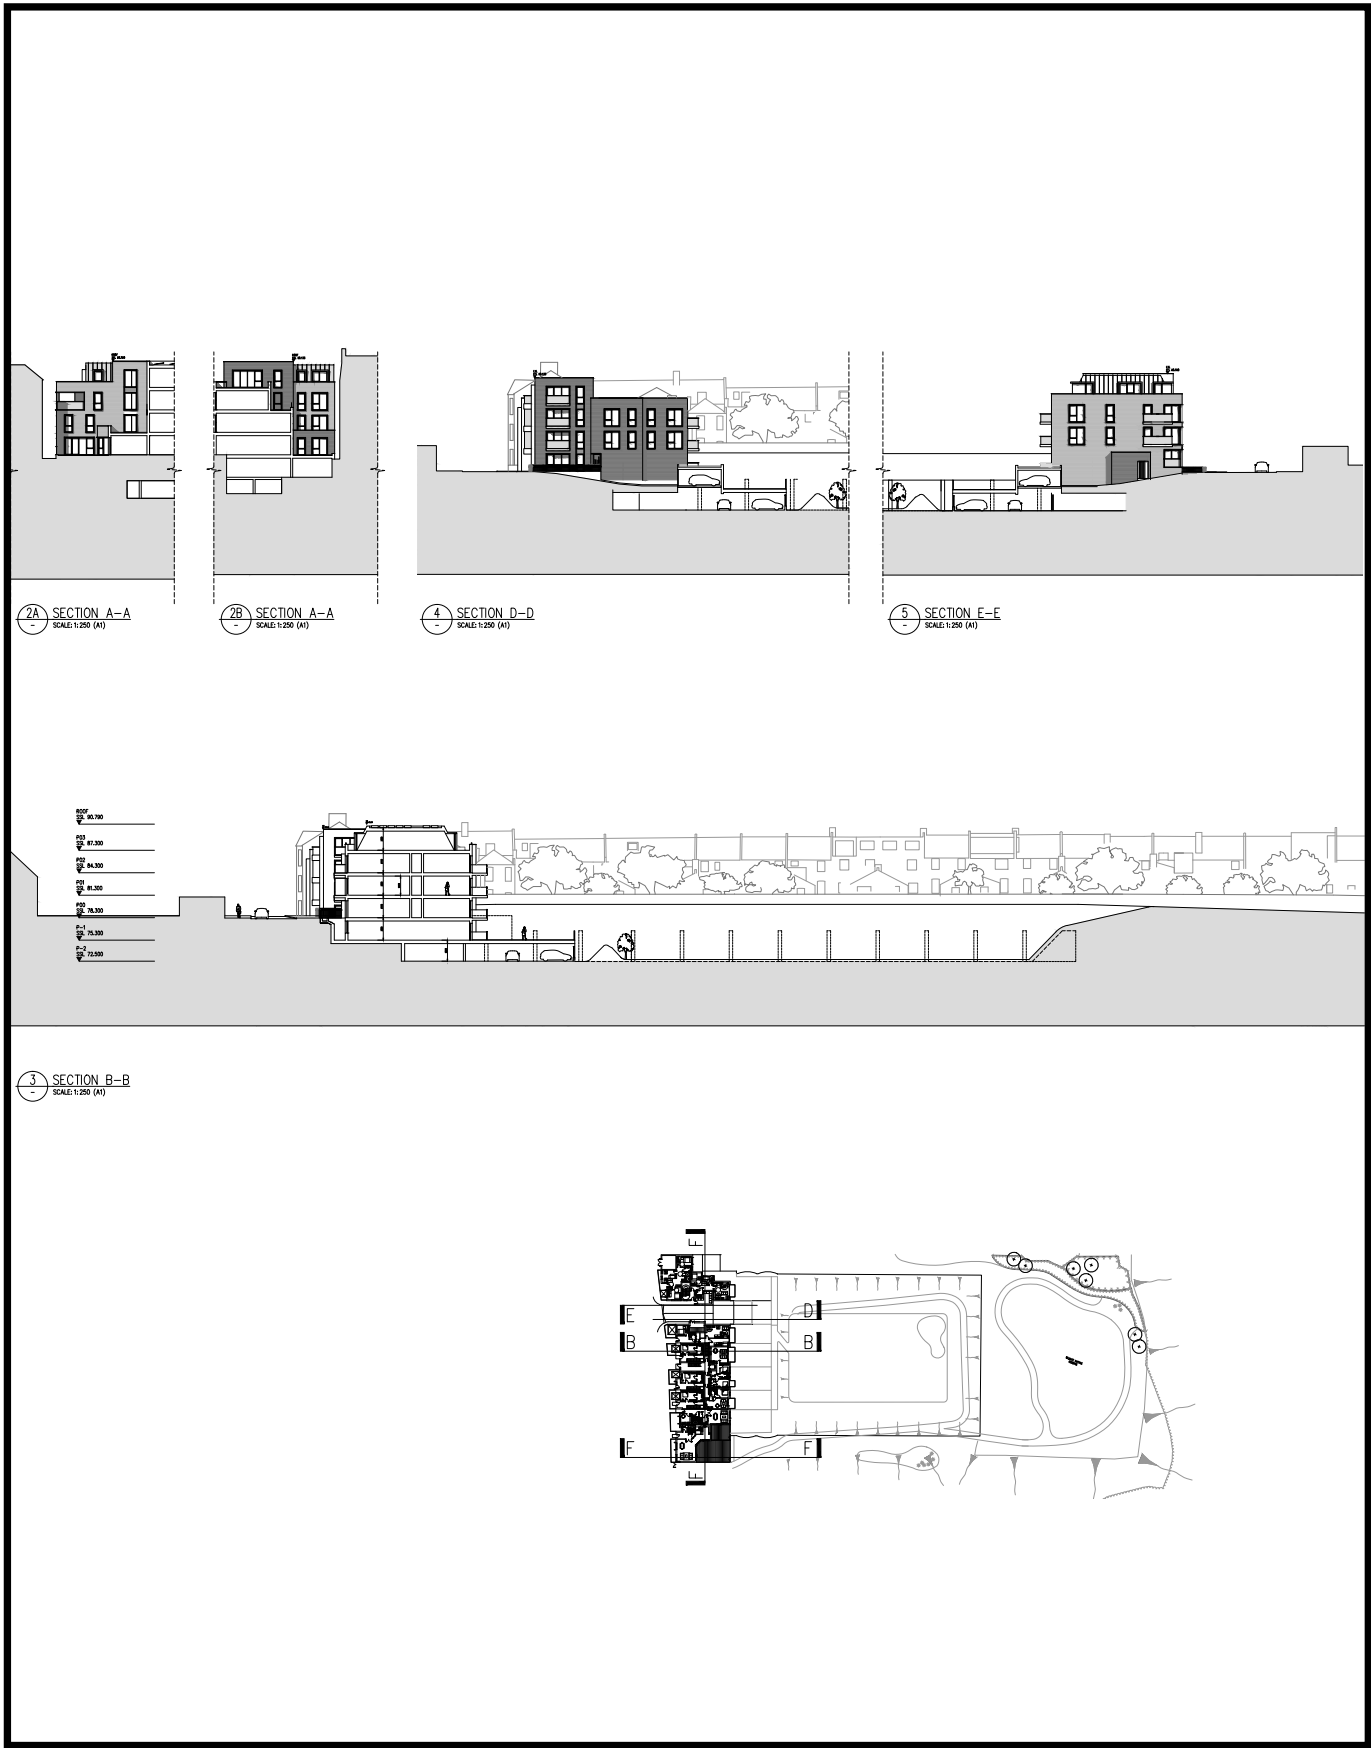 2A SECTION A-A
- SCALE: 1:250 (A1)
2B SECTION A-A
- SCALE: 1:250 (A1)
4 SECTION D-D
- SCALE: 1:250 (A1)
5 SECTION E-E
- SCALE: 1:250 (A1)
ROOF
SSL 90.790
P03
SSL 87.300
P02
SSL 84.300
P01
SSL 81.300
P00
SSL 78.300
P-1
SSL 75.300
P-2
SSL 72.500
3 SECTION B-B
- SCALE: 1:250 (A1)
F
E D
B B
F F
F